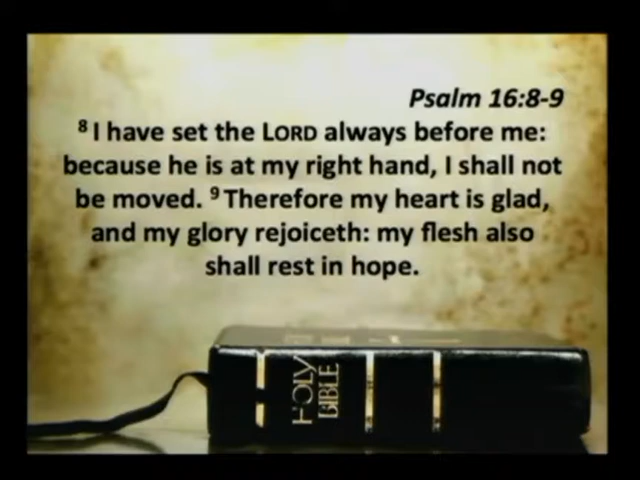 Psalm 16:8-9
⁸ I have set the LORD always before me:
because he is at my right hand, I shall not
be moved. ⁹ Therefore my heart is glad,
and my glory rejoiceth: my flesh also
shall rest in hope.
HOLY
BIBLE